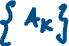 { AK }